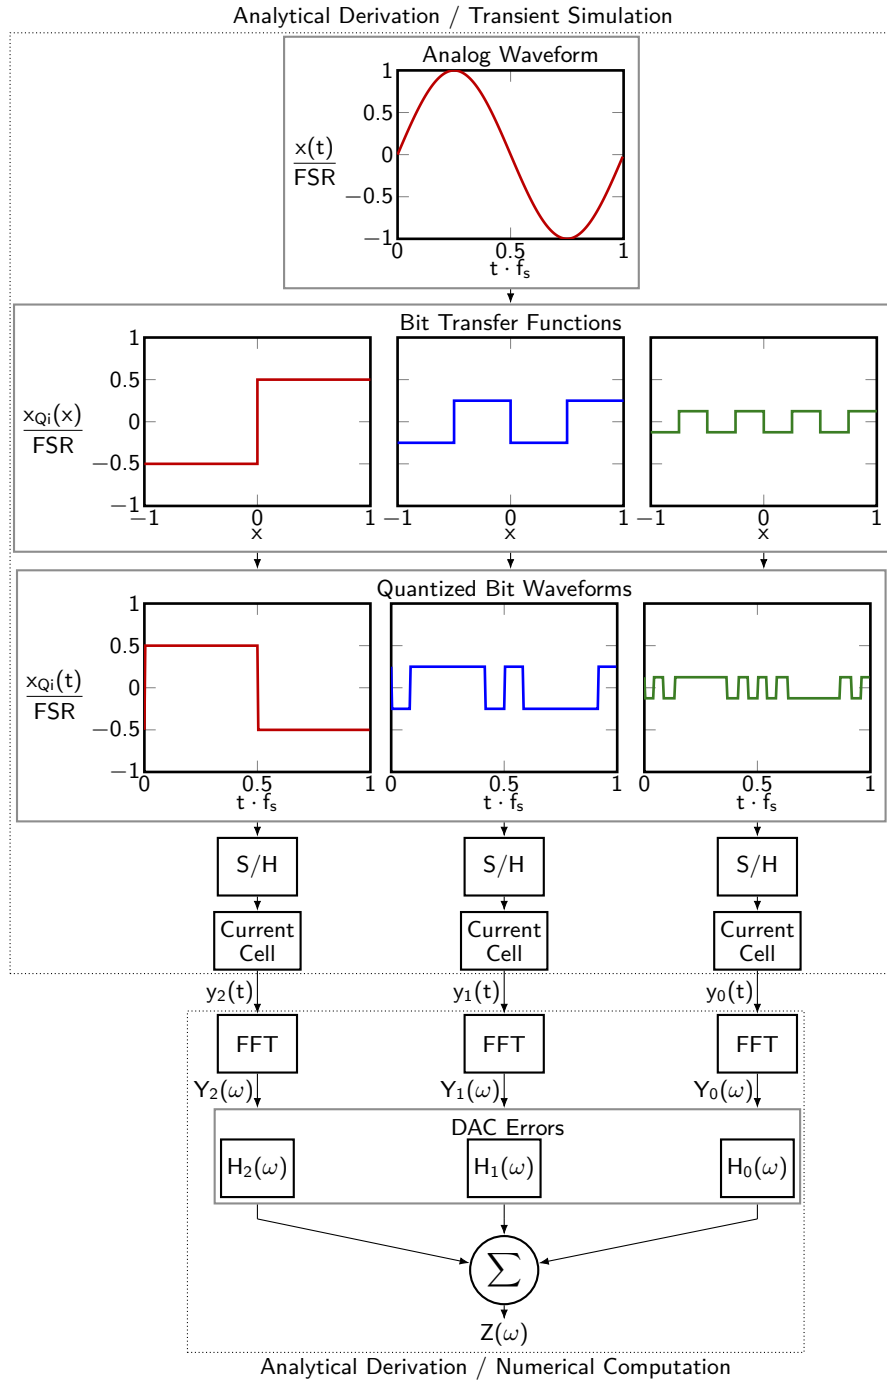 Analytical Derivation / Transient Simulation
Analog Waveform
x(t)
FSR
1
0.5
0
−0.5
−1
0 0.5 1
t · fs
Bit Transfer Functions
xQi(x)
FSR
1
0.5
0
−0.5
−1
−1 0 1
x
−1 0 1
x
−1 0 1
x
Quantized Bit Waveforms
xQi(t)
FSR
1
0.5
0
−0.5
−1
0 0.5 1
t · fs
0 0.5 1
t · fs
0 0.5 1
t · fs
S/H S/H S/H
Current Current Current
Cell Cell Cell
y2(t) y1(t) y0(t)
FFT FFT FFT
Y2(ω) Y1(ω) Y0(ω)
DAC Errors
H2(ω) H1(ω) H0(ω)
∑
Z(ω)
Analytical Derivation / Numerical Computation